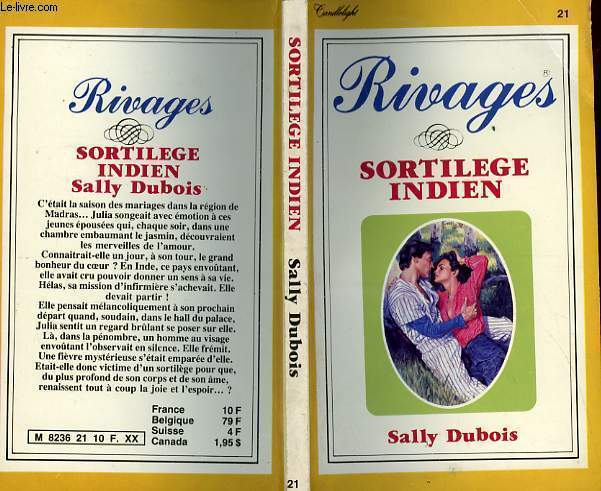 Le-livre.com
Rivages
SORTILEGE
INDIEN
Sally Dubois
C'était la saison des mariages dans la région de
Madras... Julia songeait avec émotion à ces
jeunes épousées qui, chaque soir, dans une
chambre embaumant le jasmin, découvraient
les merveilles de l'amour.
Connaitrait-elle un jour, à son tour, le grand
bonheur du cœur ? En Inde, ce pays envoûtant,
elle avait cru pouvoir donner un sens à sa vie.
Hélas, sa mission d'infirmière s'achevait. Elle
devait partir !
Elle pensait mélancoliquement à son prochain
départ quand, soudain, dans le hall du palace,
Julia sentit un regard brûlant se poser sur elle.
Là, dans la pénombre, un homme au visage
envoûtant l'observait en silence. Elle frémit.
Une fièvre mystérieuse s'était emparée d'elle.
Etait-elle donc victime d'un sortilège pour que,
du plus profond de son corps et de son âme,
renaissent tout à coup la joie et l'espoir... ?
M 8236 21 10 F. XX
France 10 F
Belgique 79 F
Suisse 4 F
Canada 1,95 $
SORTILEGE INDIEN Sally Dubois
21
Candlelight
21
Rivages
®
SORTILEGE
INDIEN
Sally Dubois